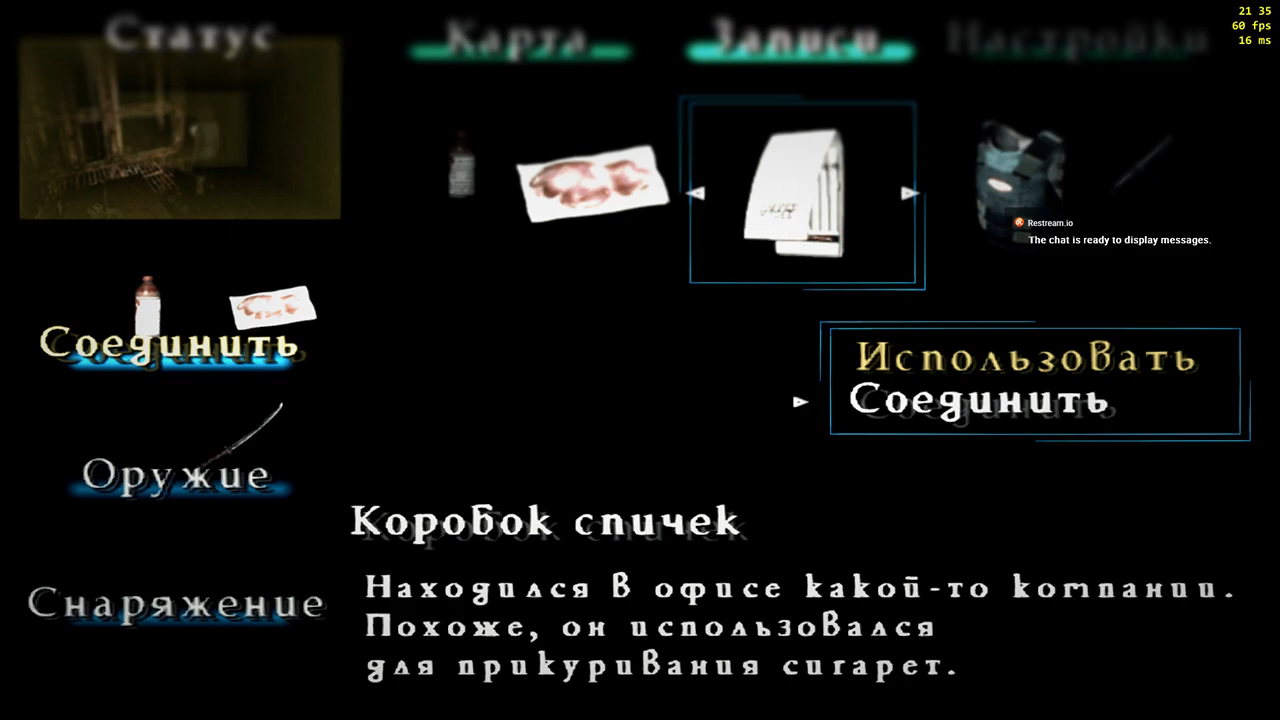 Статус
Карта
Записи
Настройки
21 35
60 fps
16 ms
Restream.io
The chat is ready to display messages.
Соединить
Использовать
Соединить
Оружие
Коробок спичек
Находился в офисе какой-то компании.
Похоже, он использовался
для прикуривания сигарет.
Снаряжение